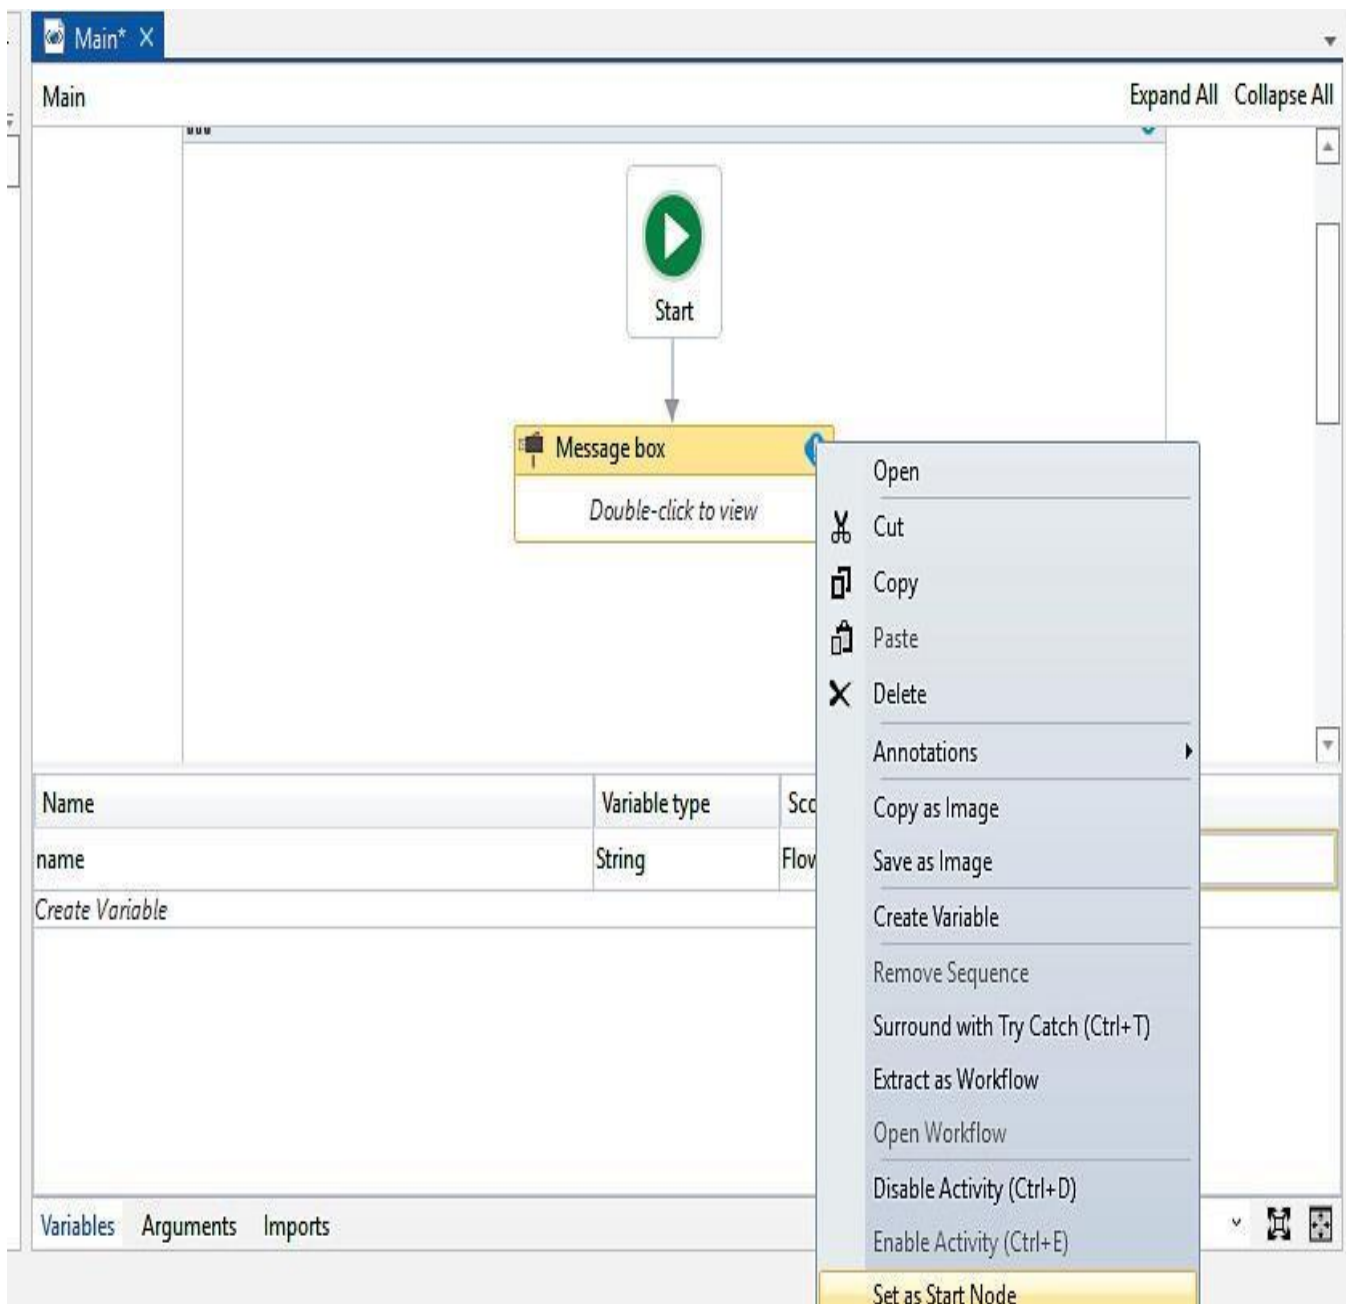 Main*
Main
Expand All Collapse All
Start
Message box
Double-click to view
Open
Cut
Copy
Paste
Delete
Annotations
Copy as Image
Save as Image
Create Variable
Remove Sequence
Surround with Try Catch (Ctrl+T)
Extract as Workflow
Open Workflow
Disable Activity (Ctrl+D)
Enable Activity (Ctrl+E)
Set as Start Node
Name Variable type Sco
name String Flov
Create Variable
Variables Arguments Imports